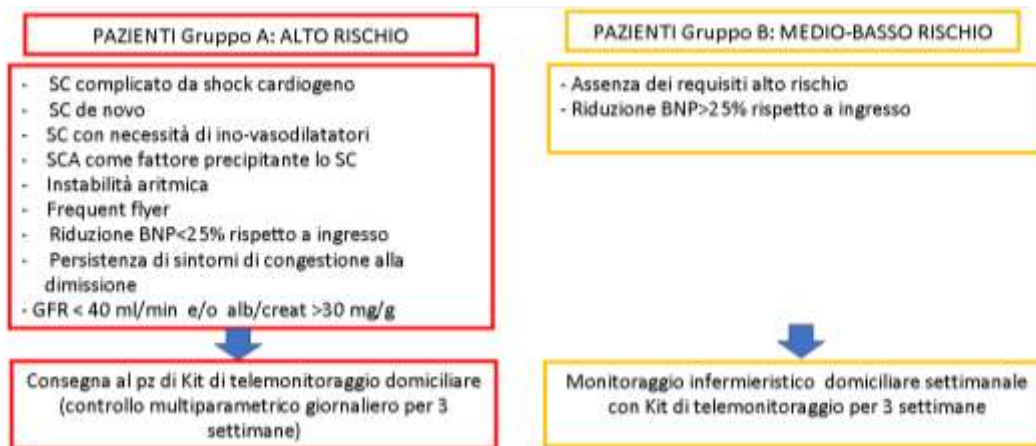 PAZIENTI Gruppo A: ALTO RISCHIO
- SC complicato da shock cardiogeno
- SC de novo
- SC con necessità di ino-vasodilatatori
- SCA come fattore precipitante lo SC
- Instabilità aritmica
- Frequent flyer
- Riduzione BNP<25% rispetto a ingresso
- Persistenza di sintomi di congestione alla
dimissione
- GFR < 40 ml/min e/o alb/creat >30 mg/g
Consegna al pz di Kit di telemonitoraggio domiciliare
(controllo multiparametrico giornaliero per 3
settimane)
PAZIENTI Gruppo B: MEDIO-BASSO RISCHIO
- Assenza dei requisiti alto rischio
- Riduzione BNP>25% rispetto a ingresso
Monitoraggio infermieristico domiciliare settimanale
con Kit di telemonitoraggio per 3 settimane